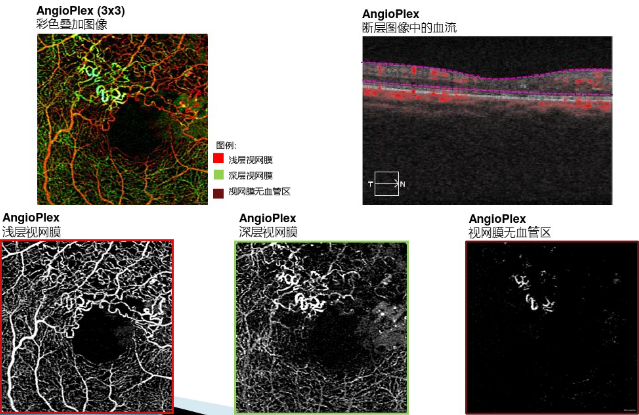 AngioPlex (3x3)
彩色叠加图像
AngioPlex
断层图像中的血流
图例:
浅层视网膜
深层视网膜
视网膜无血管区
T N
AngioPlex
浅层视网膜
AngioPlex
深层视网膜
AngioPlex
视网膜无血管区